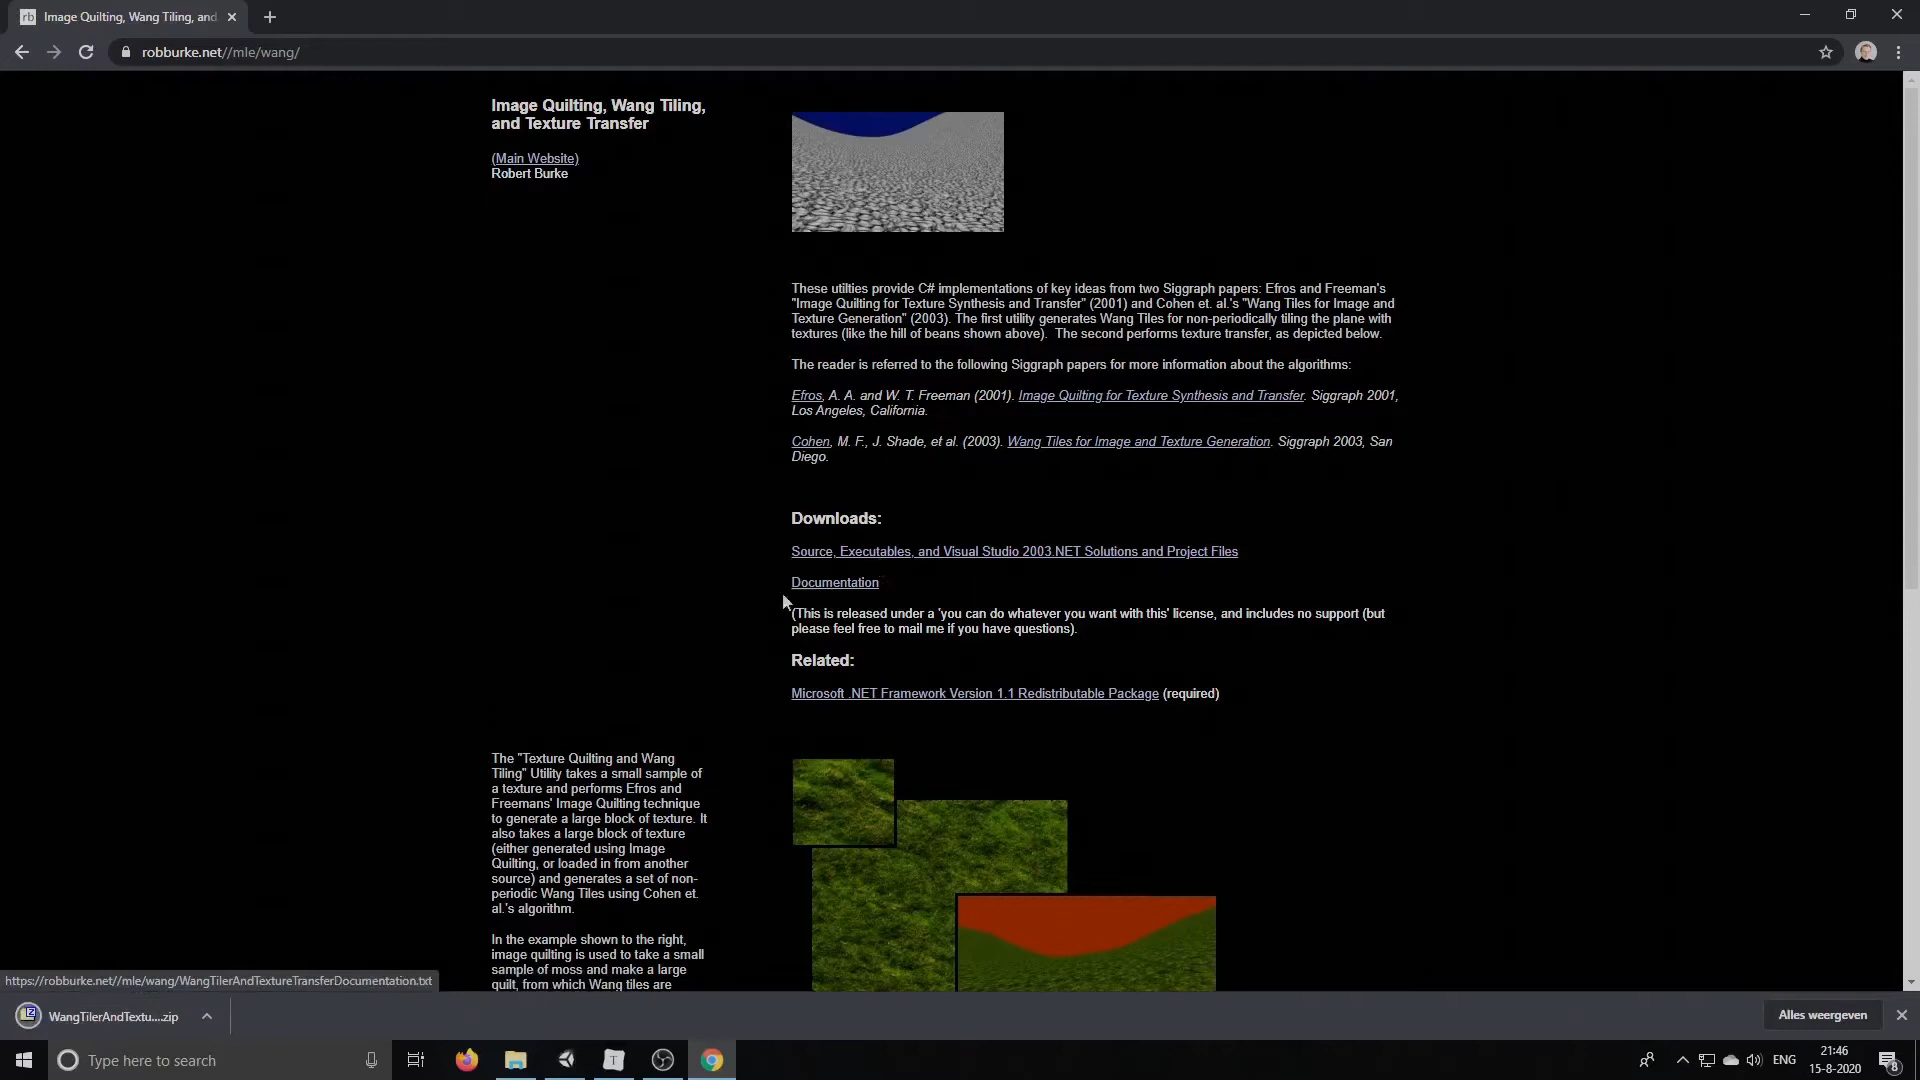 rb
Image Quilting, Wang Tiling, and
robburke.net//mle/wang/
Image Quilting, Wang Tiling,
and Texture Transfer
(Main Website)
Robert Burke
These utilties provide C# implementations of key ideas from two Siggraph papers: Efros and Freeman's
"Image Quilting for Texture Synthesis and Transfer" (2001) and Cohen et. al.'s "Wang Tiles for Image and
Texture Generation" (2003). The first utility generates Wang Tiles for non-periodically tiling the plane with
textures (like the hill of beans shown above). The second performs texture transfer, as depicted below.
The reader is referred to the following Siggraph papers for more information about the algorithms:
Efros, A. A. and W. T. Freeman (2001). Image Quilting for Texture Synthesis and Transfer. Siggraph 2001,
Los Angeles, California.
Cohen, M. F., J. Shade, et al. (2003). Wang Tiles for Image and Texture Generation. Siggraph 2003, San
Diego.
Downloads:
Source, Executables, and Visual Studio 2003.NET Solutions and Project Files
Documentation
(This is released under a 'you can do whatever you want with this' license, and includes no support (but
please feel free to mail me if you have questions).
Related:
Microsoft .NET Framework Version 1.1 Redistributable Package (required)
The "Texture Quilting and Wang
Tiling" Utility takes a small sample of
a texture and performs Efros and
Freemans' Image Quilting technique
to generate a large block of texture. It
also takes a large block of texture
(either generated using Image
Quilting, or loaded in from another
source) and generates a set of non-
periodic Wang Tiles using Cohen et.
al.'s algorithm.
In the example shown to the right,
image quilting is used to take a small
sample of moss and make a large
quilt, from which Wang tiles are
https://robburke.net//mle/wang/WangTilerAndTextureTransferDocumentation.txt
WangTilerAndTextu....zip
Alles weergeven
Type here to search
T
ENG
21:46
15-8-2020
8